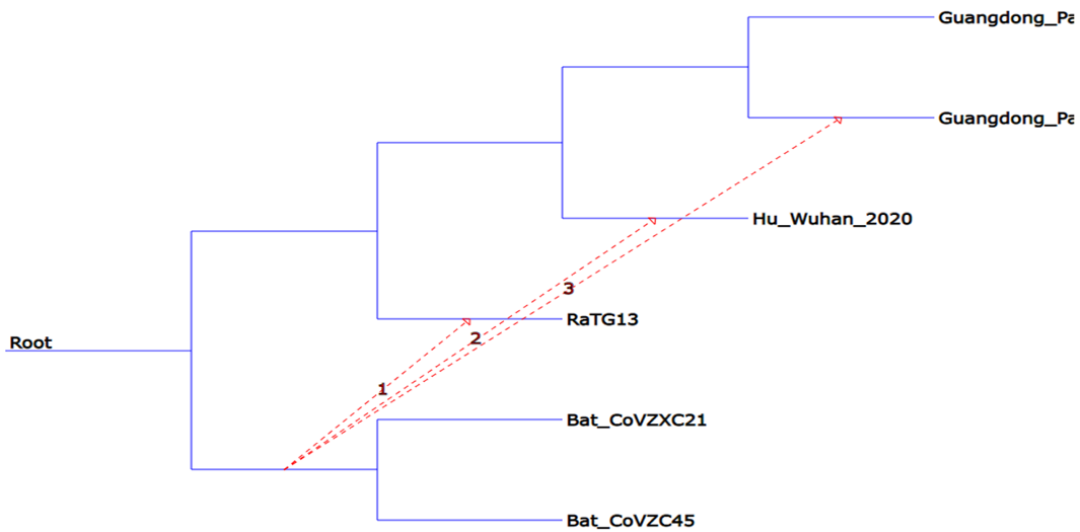 Guangdong_Pa
Guangdong_Pa
Hu_Wuhan_2020
3
RaTG13
2
Root
1
Bat_CoVZXC21
Bat_CoVZC45